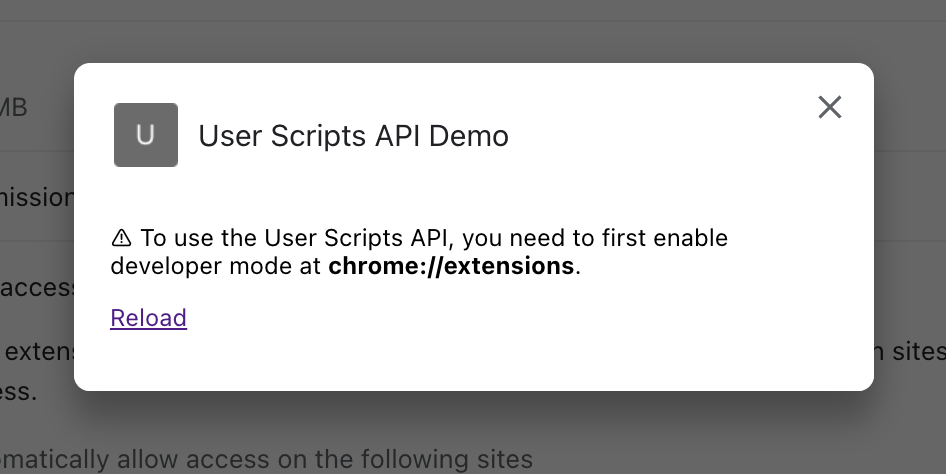 MB
U
User Scripts API Demo
mission
⚠ To use the User Scripts API, you need to first enable
developer mode at chrome://extensions.
access
Reload
extens
n sites
ess.
omatically allow access on the following sites